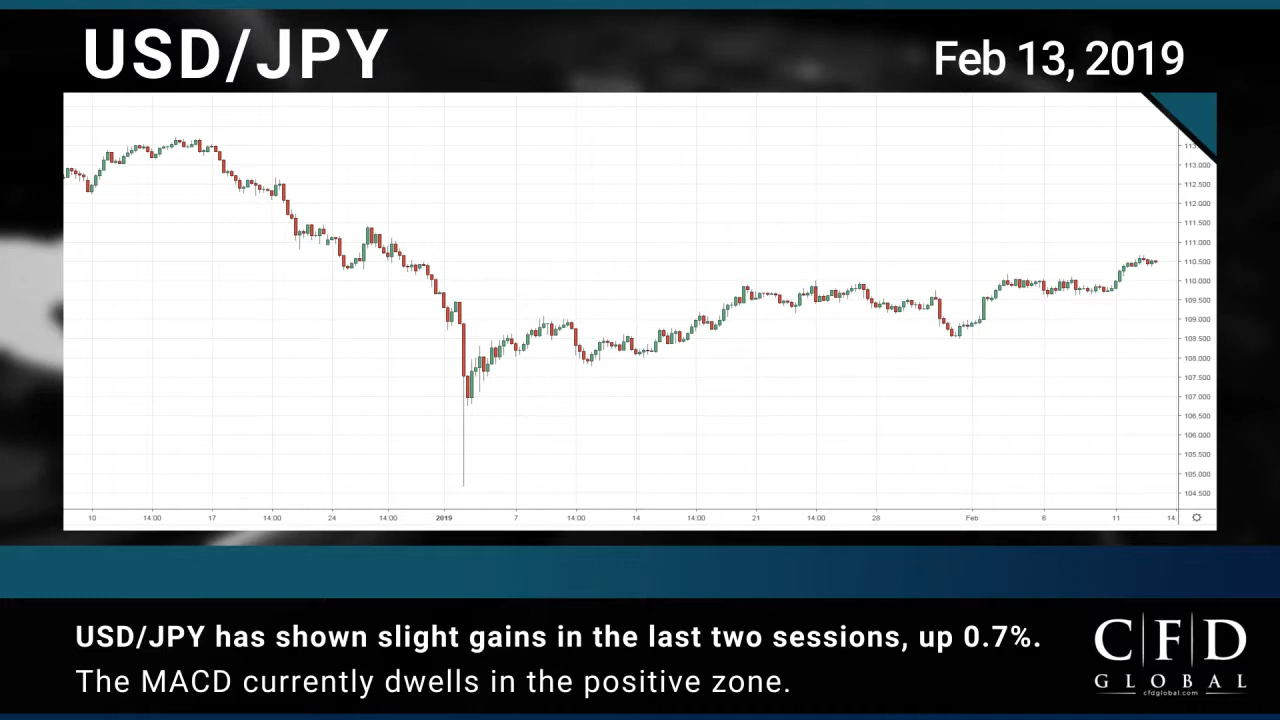 USD/JPY
Feb 13, 2019
113.000
112.500
112.000
111.500
111.000
110.500
110.000
109.500
109.000
108.500
108.000
107.500
107.000
106.500
106.000
105.500
105.000
104.500
10 14:00 17 14:00 24 14:00 2019 7 14:00 14 14:00 21 14:00 28 Feb 6 11 14:
USD/JPY has shown slight gains in the last two sessions, up 0.7%.
The MACD currently dwells in the positive zone.
CFD
GLOBAL
cfdglobal.com